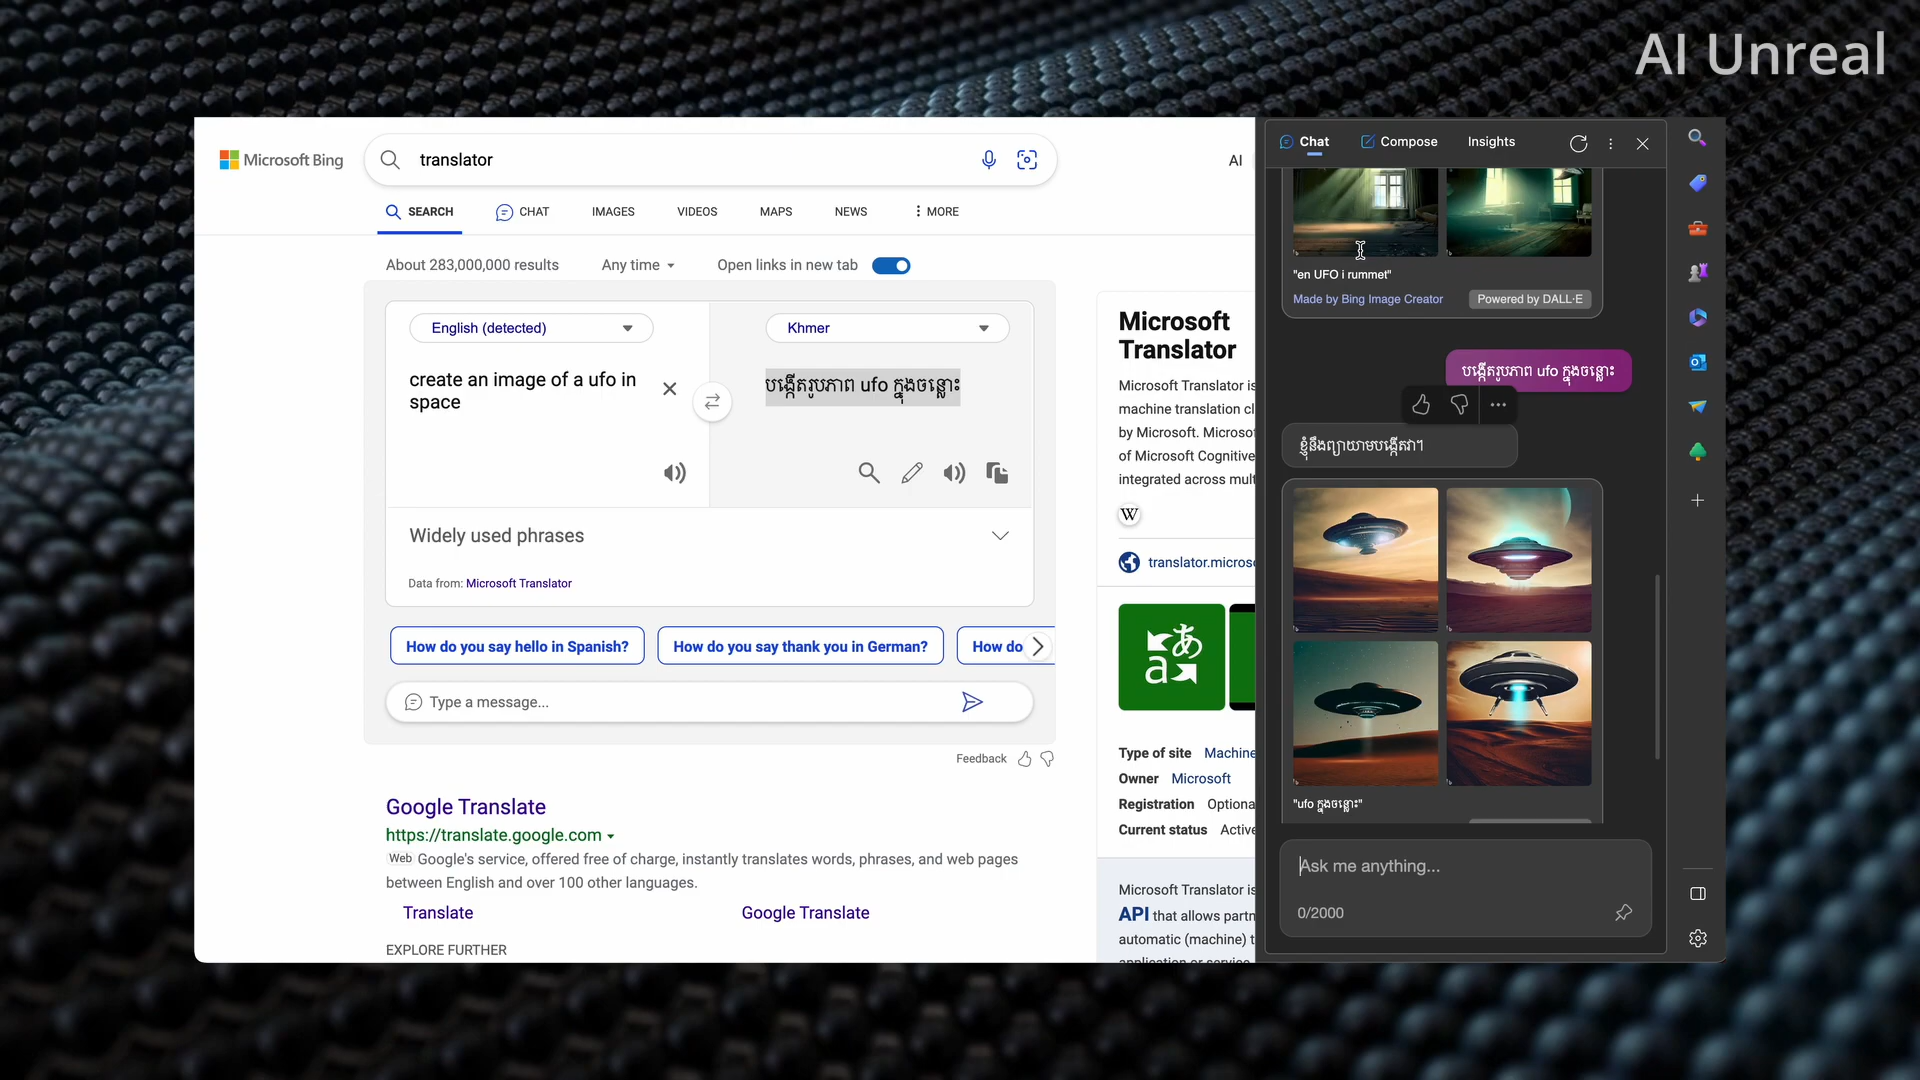 AI Unreal
Microsoft Bing
translator
AI
SEARCH
CHAT
IMAGES
VIDEOS
MAPS
NEWS
MORE
About 283,000,000 results
Any time
Open links in new tab
English (detected)
create an image of a ufo in
space
Khmer
បង្កើតរូបភាព ufo ក្នុងចន្លោះ
Widely used phrases
Data from: Microsoft Translator
How do you say hello in Spanish?
How do you say thank you in German?
How do
Type a message...
Feedback
Google Translate
https://translate.google.com
Web Google's service, offered free of charge, instantly translates words, phrases, and web pages
between English and over 100 other languages.
Translate
Google Translate
EXPLORE FURTHER
Microsoft
Translator
Microsoft Translator is
machine translation cl
by Microsoft. Microsof
of Microsoft Cognitive
integrated across mult
W
translator.microso
a あ
Type of site Machine
Owner Microsoft
Registration Optiona
Current status Active
Microsoft Translator is
API that allows partn
automatic (machine) t
Chat
Compose
Insights
"en UFO i rummet"
Made by Bing Image Creator
Powered by DALL·E
បង្កើតរូបភាព ufo ក្នុងចន្លោះ
ខ្ញុំនឹងព្យាយាមបង្កើតវា។
"ufo ក្នុងចន្លោះ"
Ask me anything...
0/2000